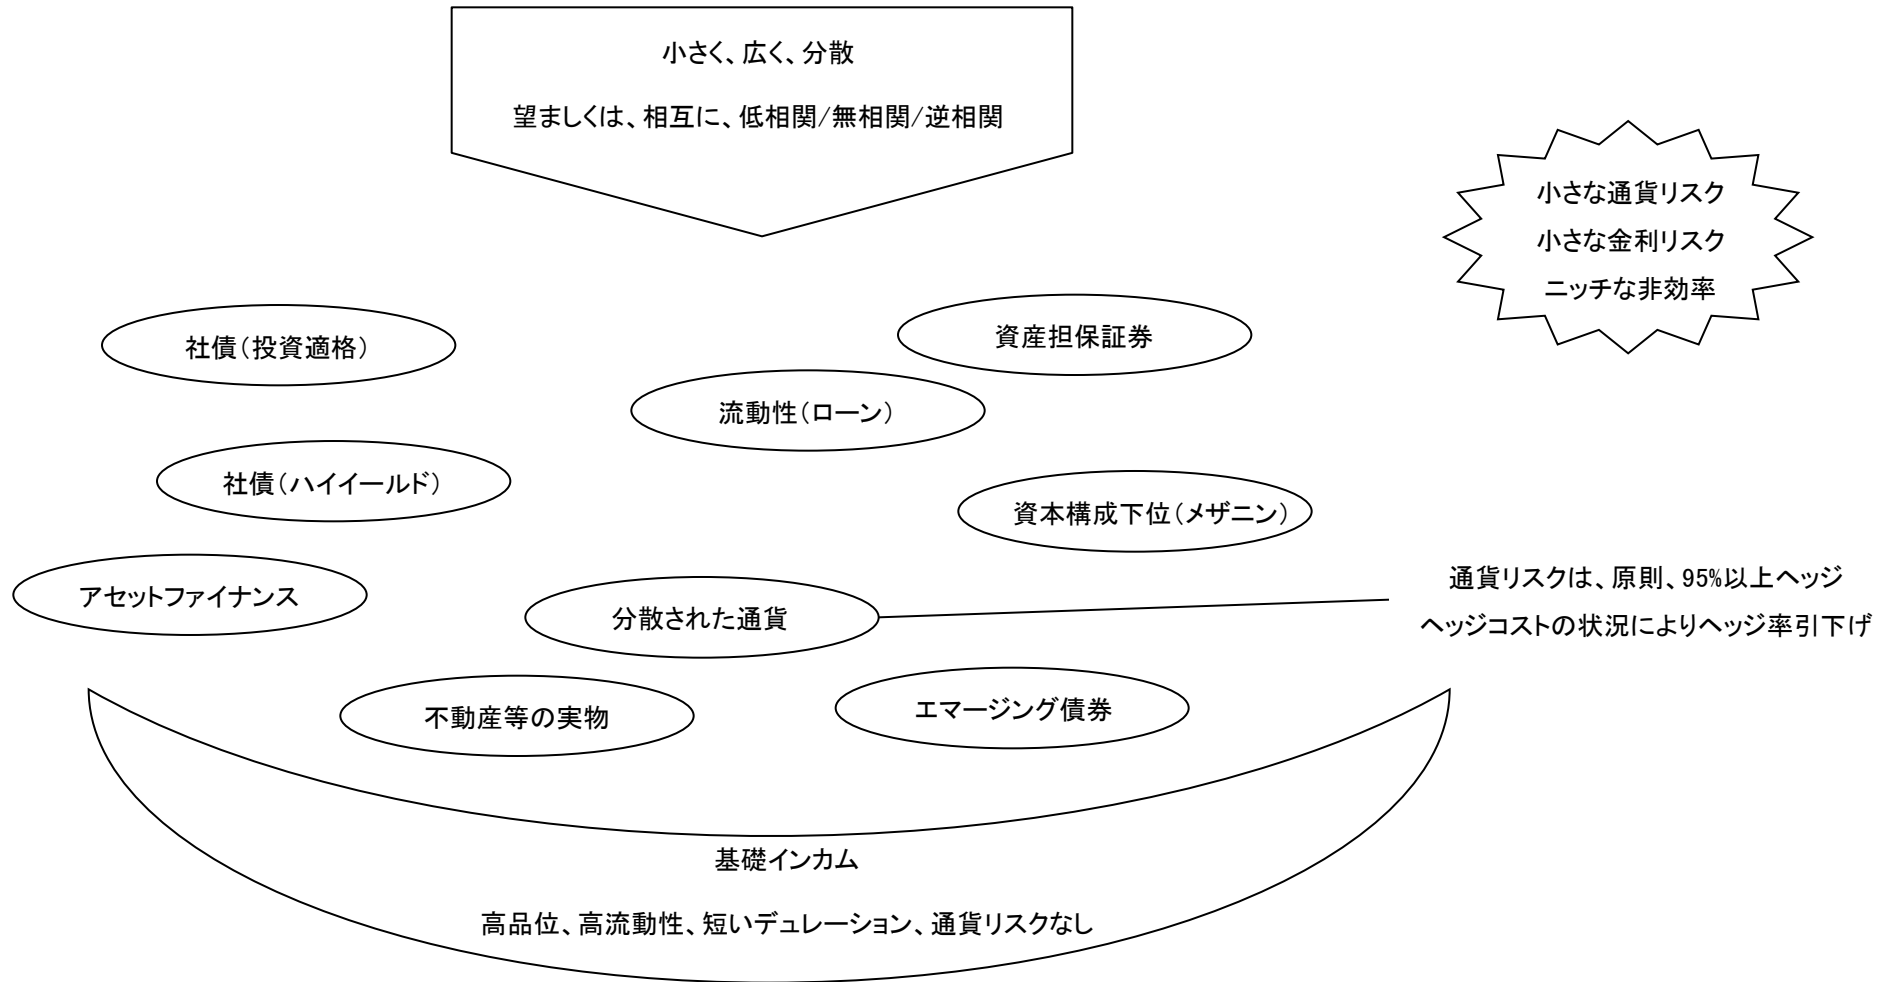 小さく、広く、分散
望ましくは、相互に、低相関/無相関/逆相関
小さな通貨リスク
小さな金利リスク
ニッチな非効率
社債（投資適格）
資産担保証券
流動性（ローン）
社債（ハイイールド）
資本構成下位（メザニン）
アセットファイナンス
分散された通貨
通貨リスクは、原則、95%以上ヘッジ
ヘッジコストの状況によりヘッジ率引下げ
不動産等の実物
エマージング債券
基礎インカム
高品位、高流動性、短いデュレーション、通貨リスクなし